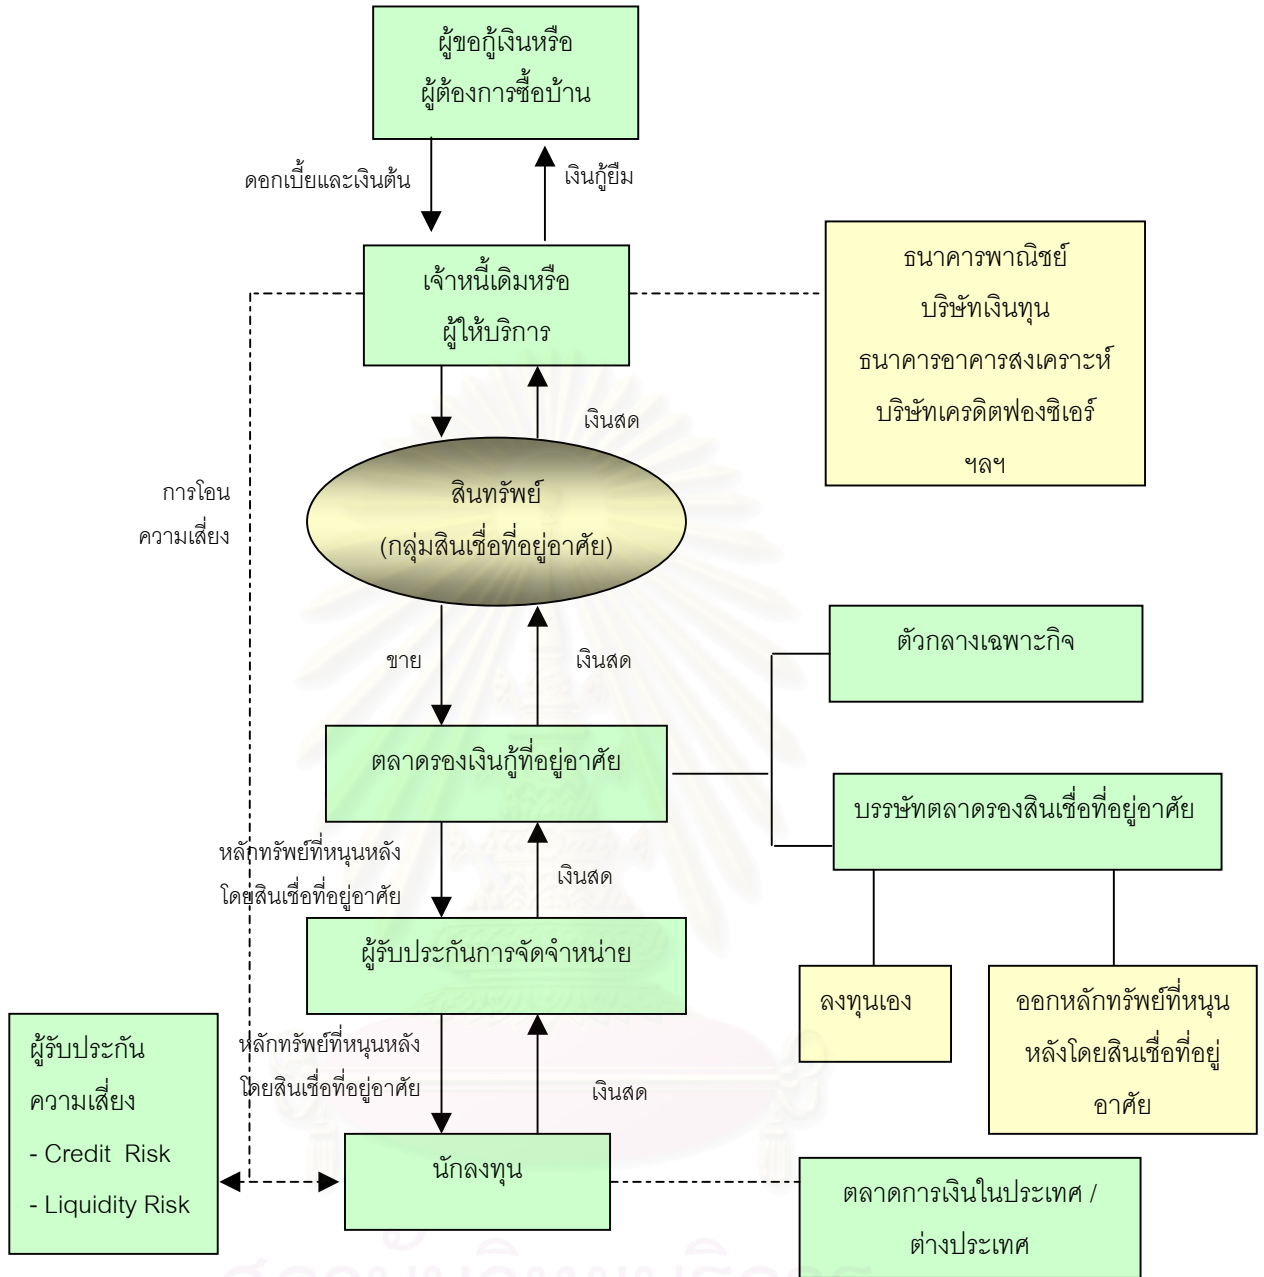 ผู้ขอกู้เงินหรือ
ผู้ต้องการซื้อบ้าน
ดอกเบี้ยและเงินต้น
เงินกู้ยืม
เจ้าหนี้เดิมหรือ
ผู้ให้บริการ
ธนาคารพาณิชย์
บริษัทเงินทุน
ธนาคารอาคารสงเคราะห์
บริษัทเครดิตฟองซิเอร์
ฯลฯ
เงินสด
การโอน
ความเสี่ยง
สินทรัพย์
(กลุ่มสินเชื่อที่อยู่อาศัย)
ขาย
เงินสด
ตัวกลางเฉพาะกิจ
ตลาดรองเงินกู้ที่อยู่อาศัย
บรรษัทตลาดรองสินเชื่อที่อยู่อาศัย
หลักทรัพย์ที่หนุนหลัง
โดยสินเชื่อที่อยู่อาศัย
เงินสด
ผู้รับประกันการจัดจำหน่าย
ลงทุนเอง
ออกหลักทรัพย์ที่หนุน
หลังโดยสินเชื่อที่อยู่
อาศัย
หลักทรัพย์ที่หนุนหลัง
โดยสินเชื่อที่อยู่อาศัย
เงินสด
ผู้รับประกัน
ความเสี่ยง
- Credit Risk
- Liquidity Risk
นักลงทุน
ตลาดการเงินในประเทศ /
ต่างประเทศ